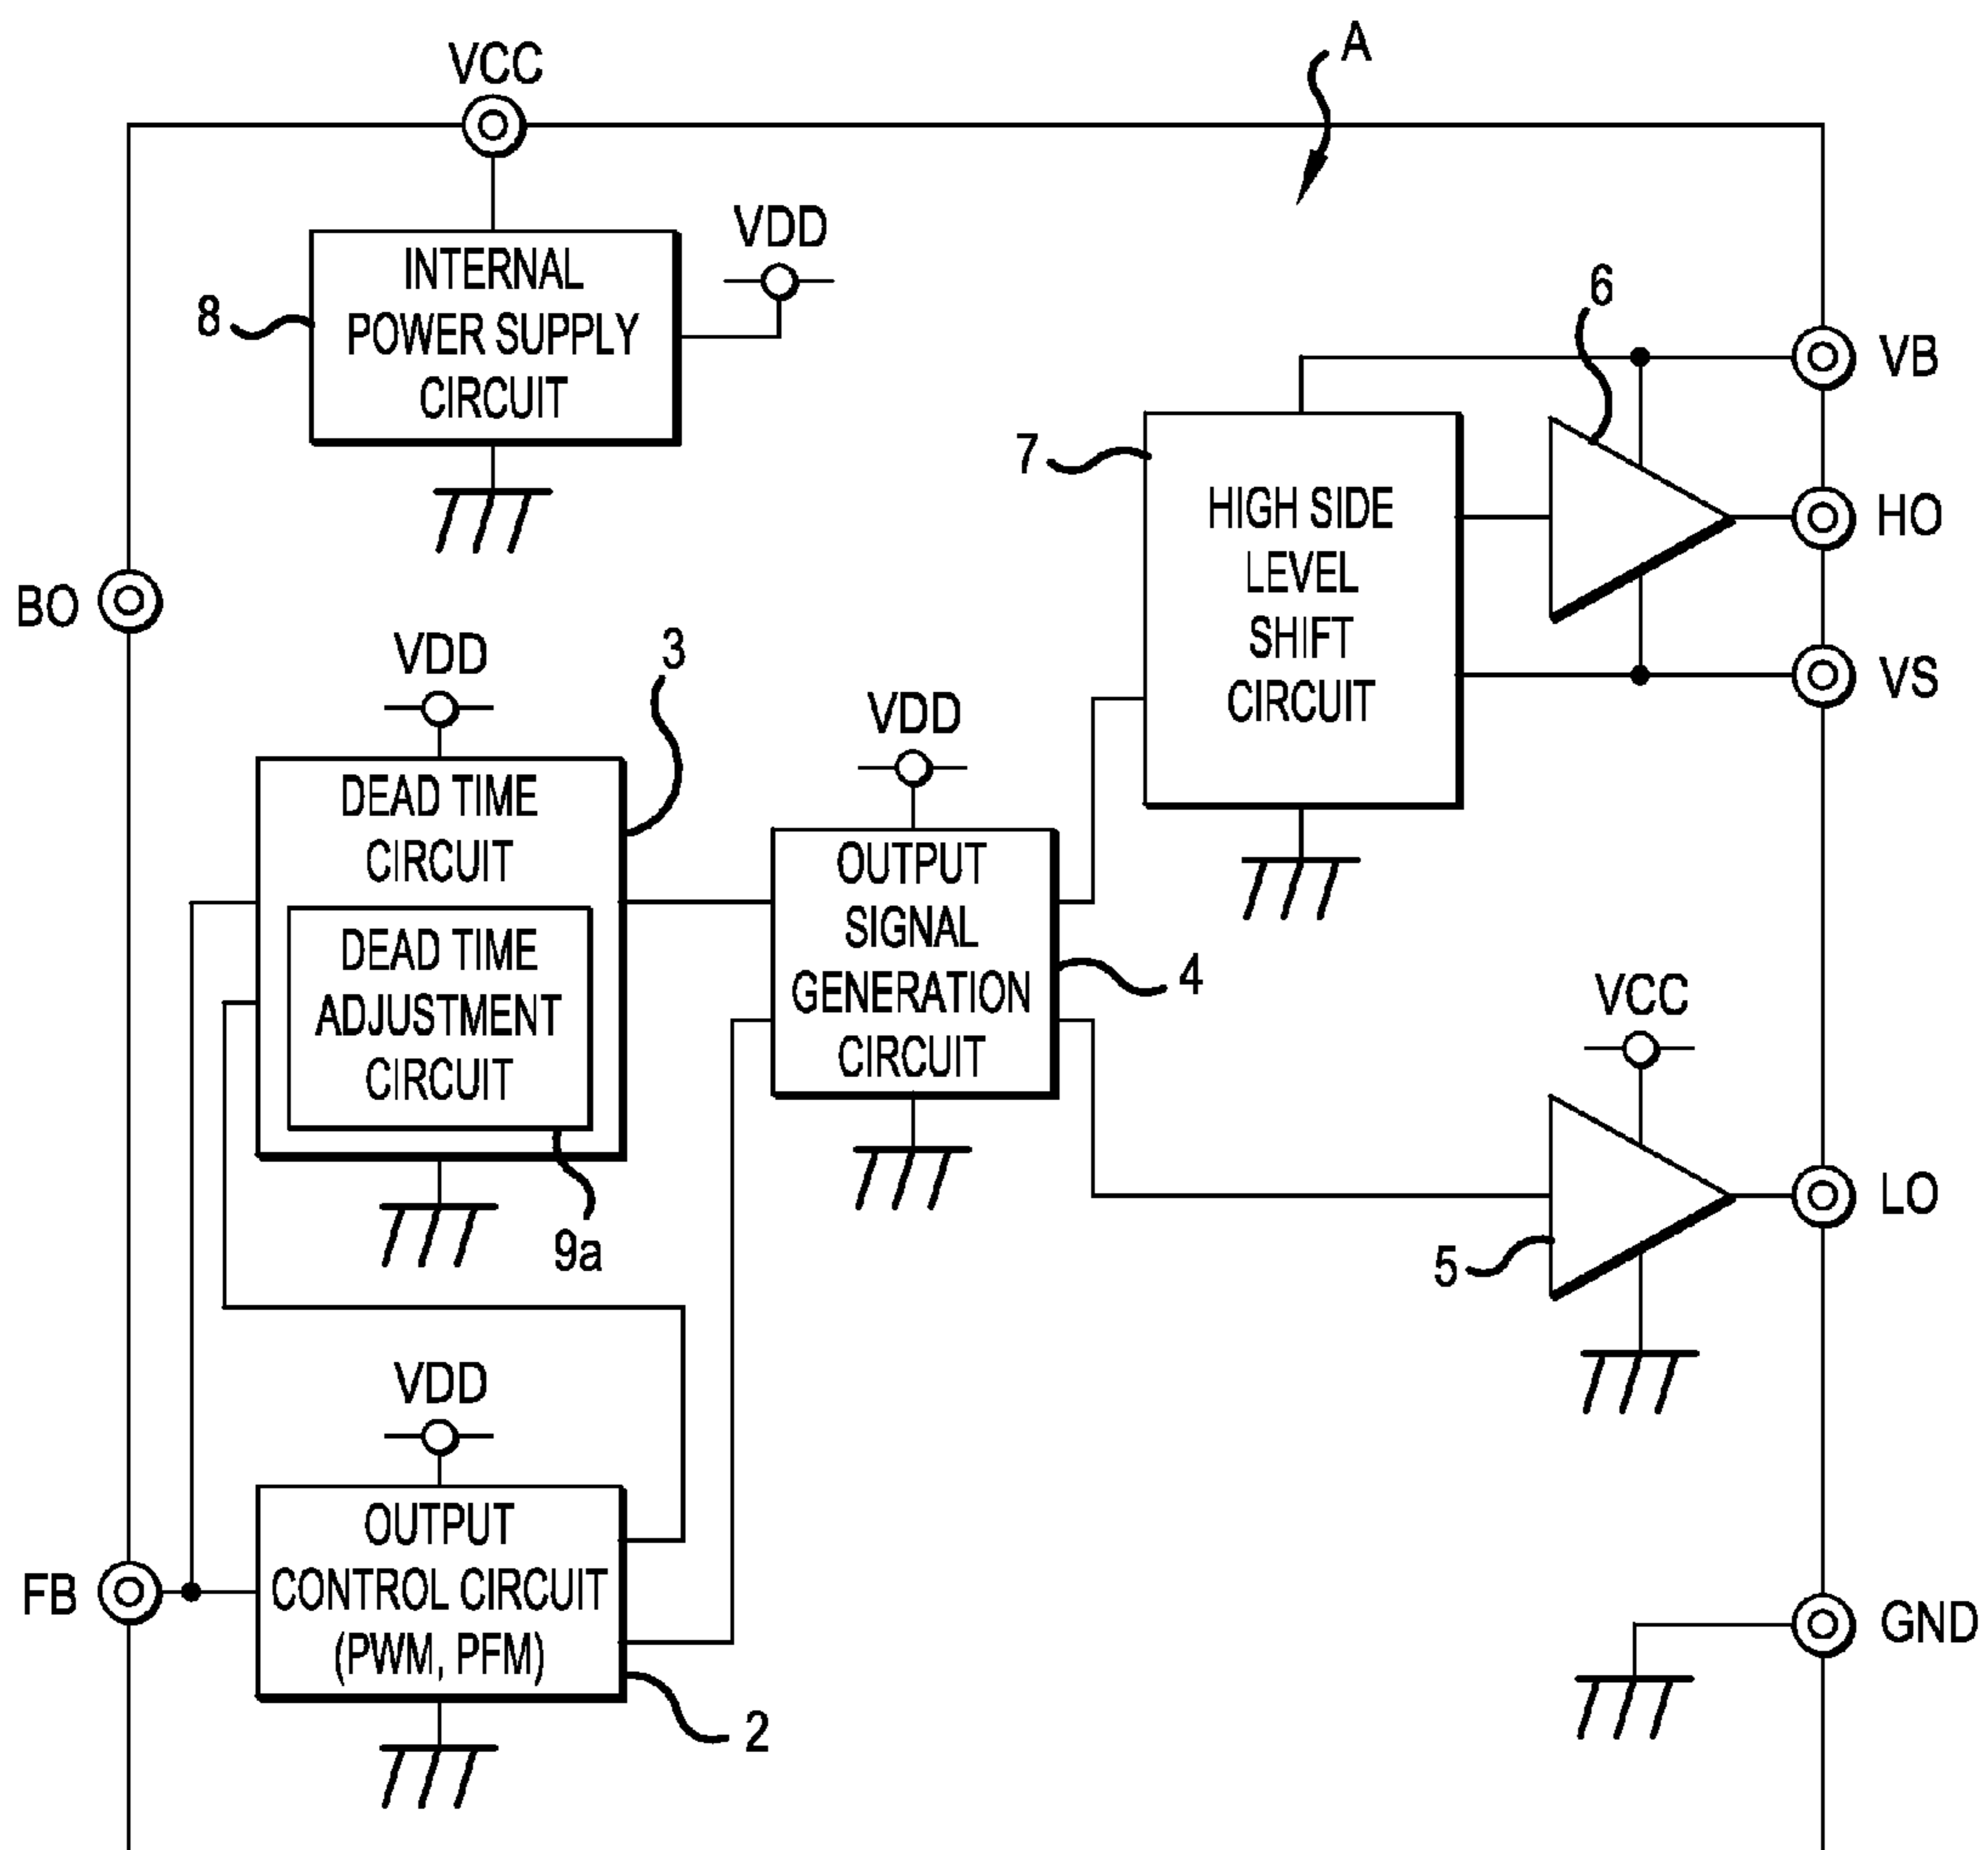 A
VCC
VDD
INTERNAL
POWER SUPPLY
CIRCUIT
8
6
VB
7
HIGH SIDE
LEVEL
SHIFT
CIRCUIT
HO
BO
VS
VDD
3
VDD
DEAD TIME
CIRCUIT
DEAD TIME
ADJUSTMENT
CIRCUIT
9a
OUTPUT
SIGNAL
GENERATION
CIRCUIT
4
VCC
LO
5
VDD
OUTPUT
CONTROL CIRCUIT
(PWM, PFM)
FB
2
GND